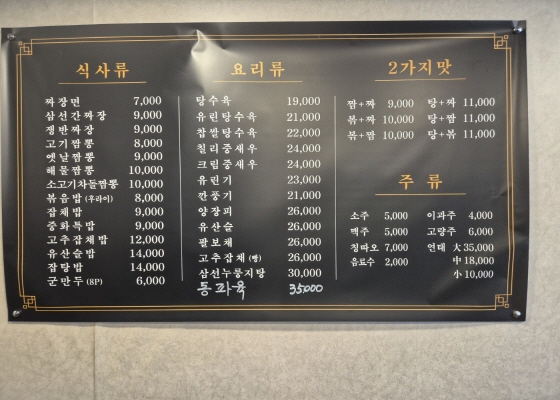 식사류
짜장면 7,000
삼선간짜장 9,000
쟁반짜장 9,000
고기짬뽕 8,000
옛날짬뽕 9,000
해물짬뽕 10,000
소고기차돌짬뽕 10,000
볶음밥 (우라이) 8,000
잡채밥 9,000
중화특밥 9,000
고추잡채밥 12,000
유산슬밥 14,000
잡탕밥 14,000
군만두 (8P) 6,000
요리류
탕수육 19,000
유린탕수육 21,000
찹쌀탕수육 22,000
칠리중새우 24,000
크림중새우 24,000
유린기 23,000
깐풍기 21,000
양장피 26,000
유산슬 26,000
팔보채 26,000
고추잡채 (빵) 26,000
삼선누룽지탕 30,000
동파육 35.000
2가지맛
짬+짜 9,000 탕+짜 11,000
볶+짜 10,000 탕+짬 11,000
볶+짬 10,000 탕+볶 11,000
주류
소주 5,000 이과주 4,000
맥주 5,000 고량주 6,000
칭따오 7,000 연태 大 35,000
음료수 2,000 中 18,000
小 10,000